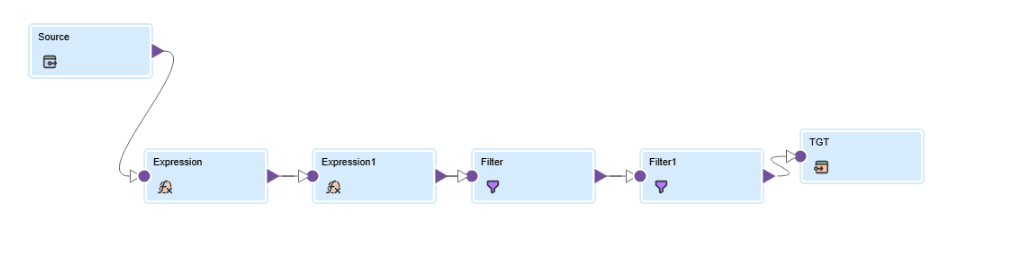 Source
Expression
Expression1
Filter
Filter1
TGT